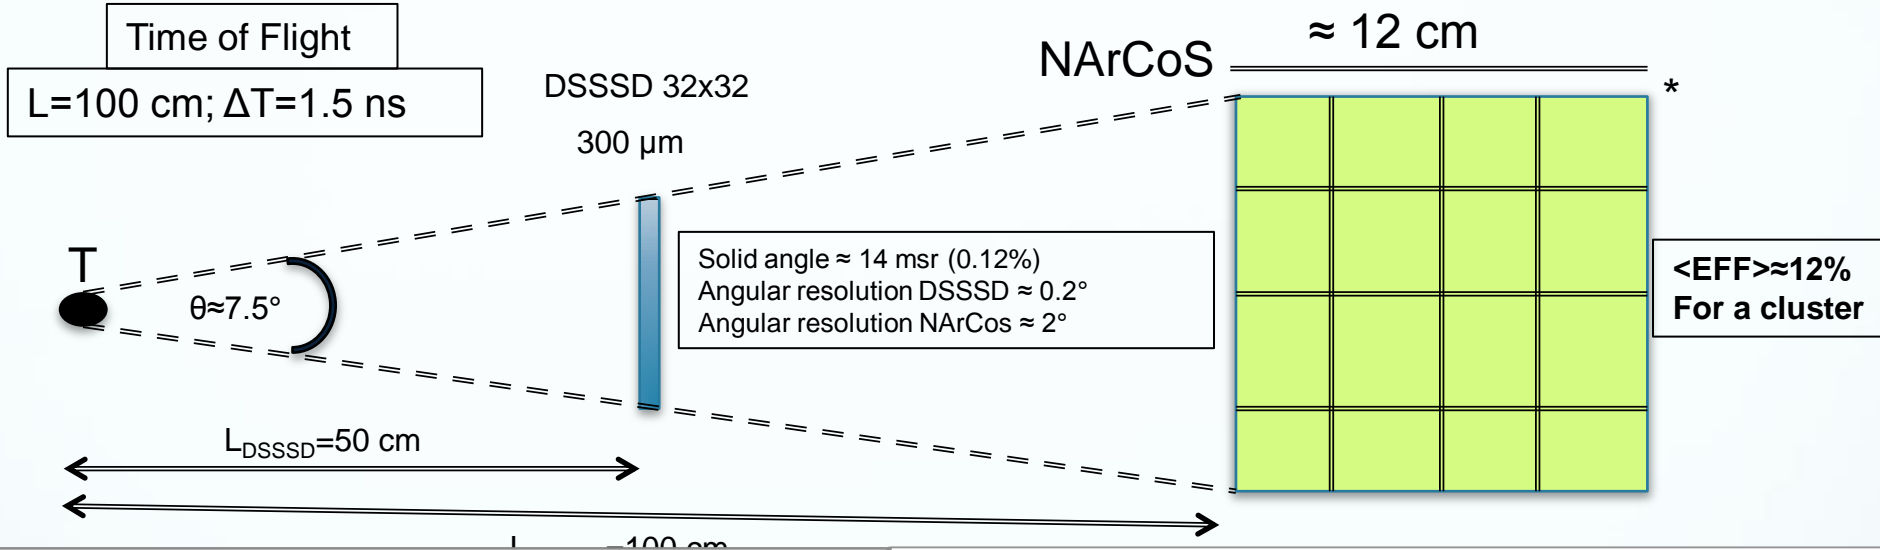 Time of Flight
L=100 cm; ΔT=1.5 ns
DSSSD 32x32
300 μm
NArCoS
≈ 12 cm
*
T
θ≈7.5°
Solid angle ≈ 14 msr (0.12%)
Angular resolution DSSSD ≈ 0.2°
Angular resolution NArCos ≈ 2°
<EFF>≈12%
For a cluster
L_DSSSD=50 cm
=100 cm